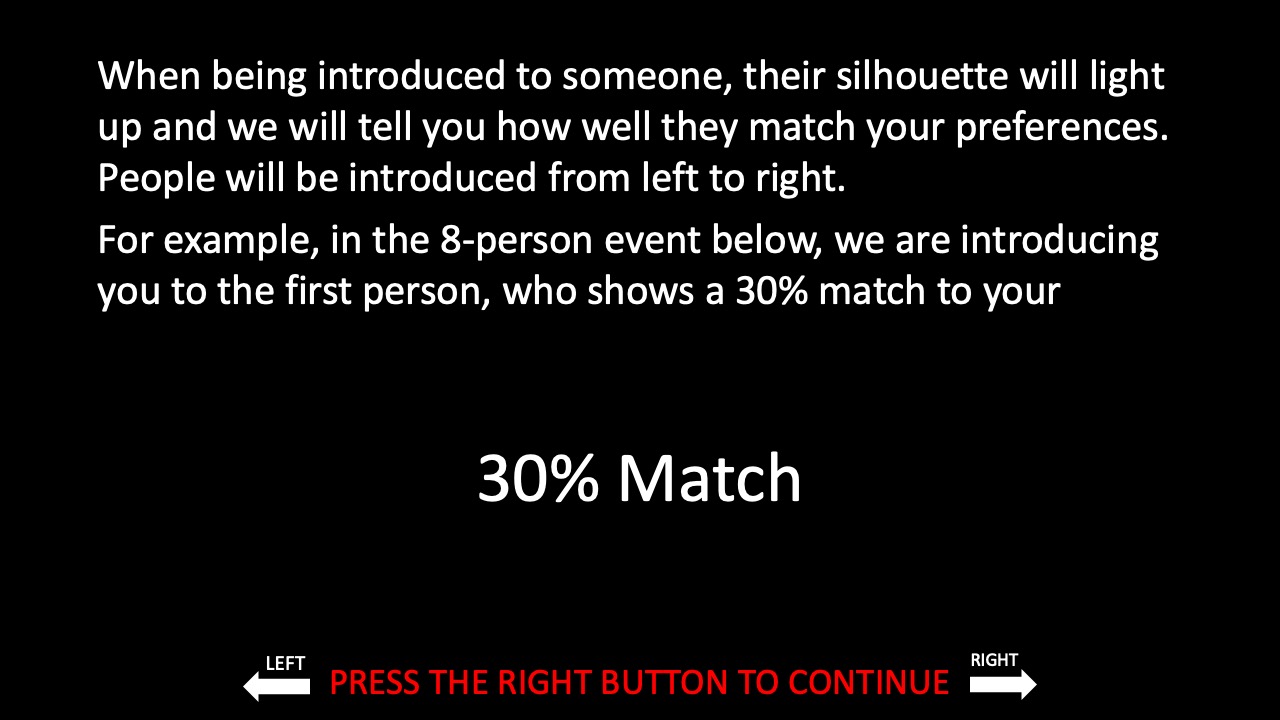 When being introduced to someone, their silhouette will light
up and we will tell you how well they match your preferences.
People will be introduced from left to right.
For example, in the 8-person event below, we are introducing
you to the first person, who shows a 30% match to your
30% Match
LEFT
PRESS THE RIGHT BUTTON TO CONTINUE
RIGHT